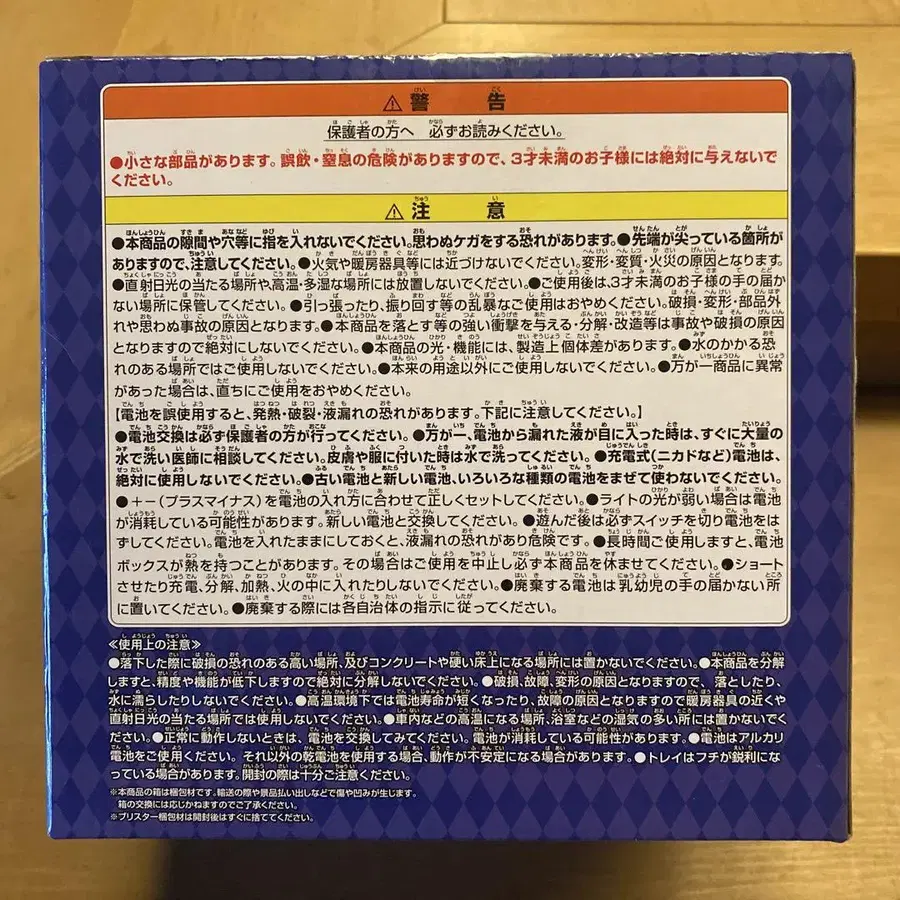 ⚠警告
保護者の方へ 必ずお読みください。
●小さな部品があります。誤飲・窒息の危険がありますので、3才未満のお子様には絶対に与えないで
ください。
⚠注意
●本商品の隙間や穴等に指を入れないでください。思わぬケガをする恐れがあります。●先端が尖っている箇所が
ありますので、注意してください。●火気や暖房器具等には近づけないでください。変形・変質・火災の原因となります。
●直射日光の当たる場所や高温・多湿な場所には放置しないでください。●ご使用後は、3才未満のお子様の手の届か
ない場所に保管してください。●引っ張ったり、振り回す等の乱暴なご使用はおやめください。破損・変形・部品外
れや思わぬ事故の原因となります。●本商品を落とす等の強い衝撃を与える・分解・改造等は事故や破損の原因
となりますので絶対にしないでください。●本商品の光・機能には、製造上個体差があります。●水のかかる恐
れのある場所ではご使用しないでください。●本来の用途以外にご使用しないでください。●万が一商品に異常
があった場合は、直ちにご使用をおやめください。
【電池を誤使用すると、発熱・破裂・液漏れの恐れがあります。下記に注意してください。】
●電池交換は必ず保護者の方が行ってください。●万が一、電池から漏れた液が目に入った時は、すぐに大量の
水で洗い医師に相談してください。皮膚や服に付いた時は水で洗ってください。●充電式(ニカドなど)電池は、
絶対に使用しないでください。●古い電池と新しい電池、いろいろな種類の電池をまぜて使わないでください。
●+-(プラスマイナス)を電池の入れ方に合わせて正しくセットしてください。●ライトの光が弱い場合は電池
が消耗している可能性があります。新しい電池と交換してください。●遊んだ後は必ずスイッチを切り電池をは
ずしてください。電池を入れたままにしておくと、液漏れの恐れがあり危険です。●長時間ご使用しますと、電池
ボックスが熱を持つことがあります。その場合はご使用を中止し必ず本商品を休ませてください。●ショート
させたり充電、分解、加熱、火の中に入れたりしないでください。●廃棄する電池は乳幼児の手の届かない所
に置いてください。●廃棄する際には各自治体の指示に従ってください。
≪使用上の注意≫
●落下した際に破損の恐れのある高い場所、及びコンクリートや硬い床上になる場所には置かないでください。●本商品を分解
しますと、精度や機能が低下しますので絶対に分解しないでください。●破損、故障、変形の原因となりますので、落としたり、
水に濡らしたりしないでください。●高温環境下では電池寿命が短くなったり、故障の原因となりますので暖房器具の近くや
直射日光の当たる場所では使用しないでください。●車内などの高温になる場所、浴室などの湿気の多い所には置かないでく
ださい。●正常に動作しないときは、電池を交換してみてください。電池が消耗している可能性があります。●電池はアルカリ
電池をご使用ください。それ以外の乾電池を使用する場合、動作が不安定になる場合があります。●トレイはフチが鋭利にな
っている場合があります。開封の際は十分ご注意ください。
※本商品の箱は梱包材です。輸送の際や景品払い出しなどで傷や凹みが生じます。
箱の交換には応じかねますのでご了承ください。
※ブリスター梱包材は開封後はすぐに捨ててください。